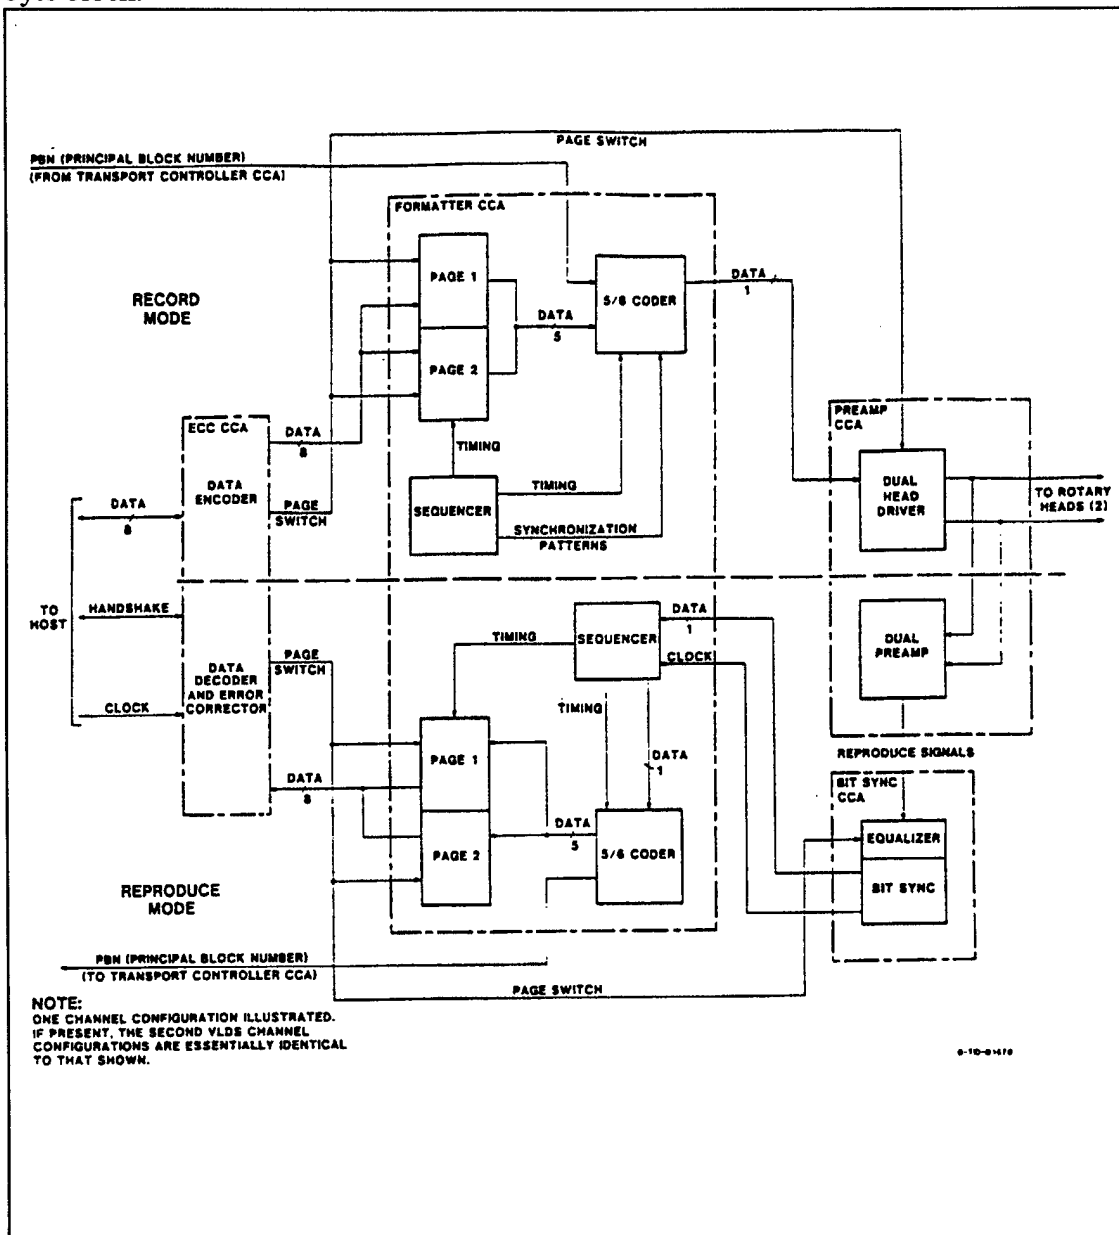 PAGE SWITCH
PBN (PRINCIPAL BLOCK NUMBER)
(FROM TRANSPORT CONTROLLER CCA)
FORMATTER CCA
RECORD
MODE
PAGE 1
PAGE 2
DATA
5
5/6 CODER
DATA
1
TIMING
SEQUENCER
TIMING
SYNCHRONIZATION
PATTERNS
ECC CCA
DATA
ENCODER
DATA
8
PAGE
SWITCH
DATA
8
PREAMP
CCA
DUAL
HEAD
DRIVER
TO ROTARY
HEADS (2)
TO
HOST
HANDSHAKE
CLOCK
DATA
DECODER
AND ERROR
CORRECTOR
PAGE
SWITCH
DATA
8
TIMING
SEQUENCER
DATA
1
CLOCK
TIMING
DATA
1
DUAL
PREAMP
REPRODUCE SIGNALS
PAGE 1
PAGE 2
DATA
5
5/6 CODER
BIT SYNC
CCA
EQUALIZER
BIT SYNC
REPRODUCE
MODE
PBN (PRINCIPAL BLOCK NUMBER)
(TO TRANSPORT CONTROLLER CCA)
PAGE SWITCH
NOTE:
ONE CHANNEL CONFIGURATION ILLUSTRATED.
IF PRESENT, THE SECOND VLDS CHANNEL
CONFIGURATIONS ARE ESSENTIALLY IDENTICAL
TO THAT SHOWN.